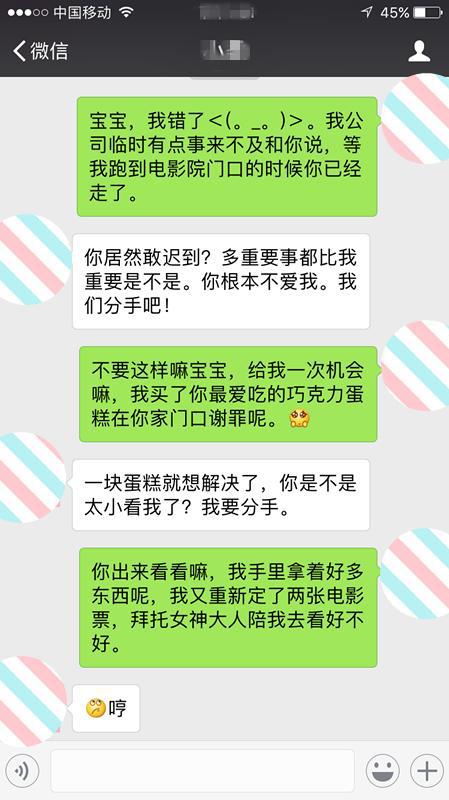 中国移动
45%
微信
宝宝，我错了<(。_。)>。我公
司临时有点事来不及和你说，等
我跑到电影院门口的时候你已经
走了。
你居然敢迟到？多重要事都比我
重要是不是。你根本不爱我。我
们分手吧！
不要这样嘛宝宝，给我一次机会
嘛，我买了你最爱吃的巧克力蛋
糕在你家门口谢罪呢。
一块蛋糕就想解决了，你是不是
太小看我了？我要分手。
你出来看看嘛，我手里拿着好多
东西呢，我又重新定了两张电影
票，拜托女神大人陪我去看好不
好。
哼